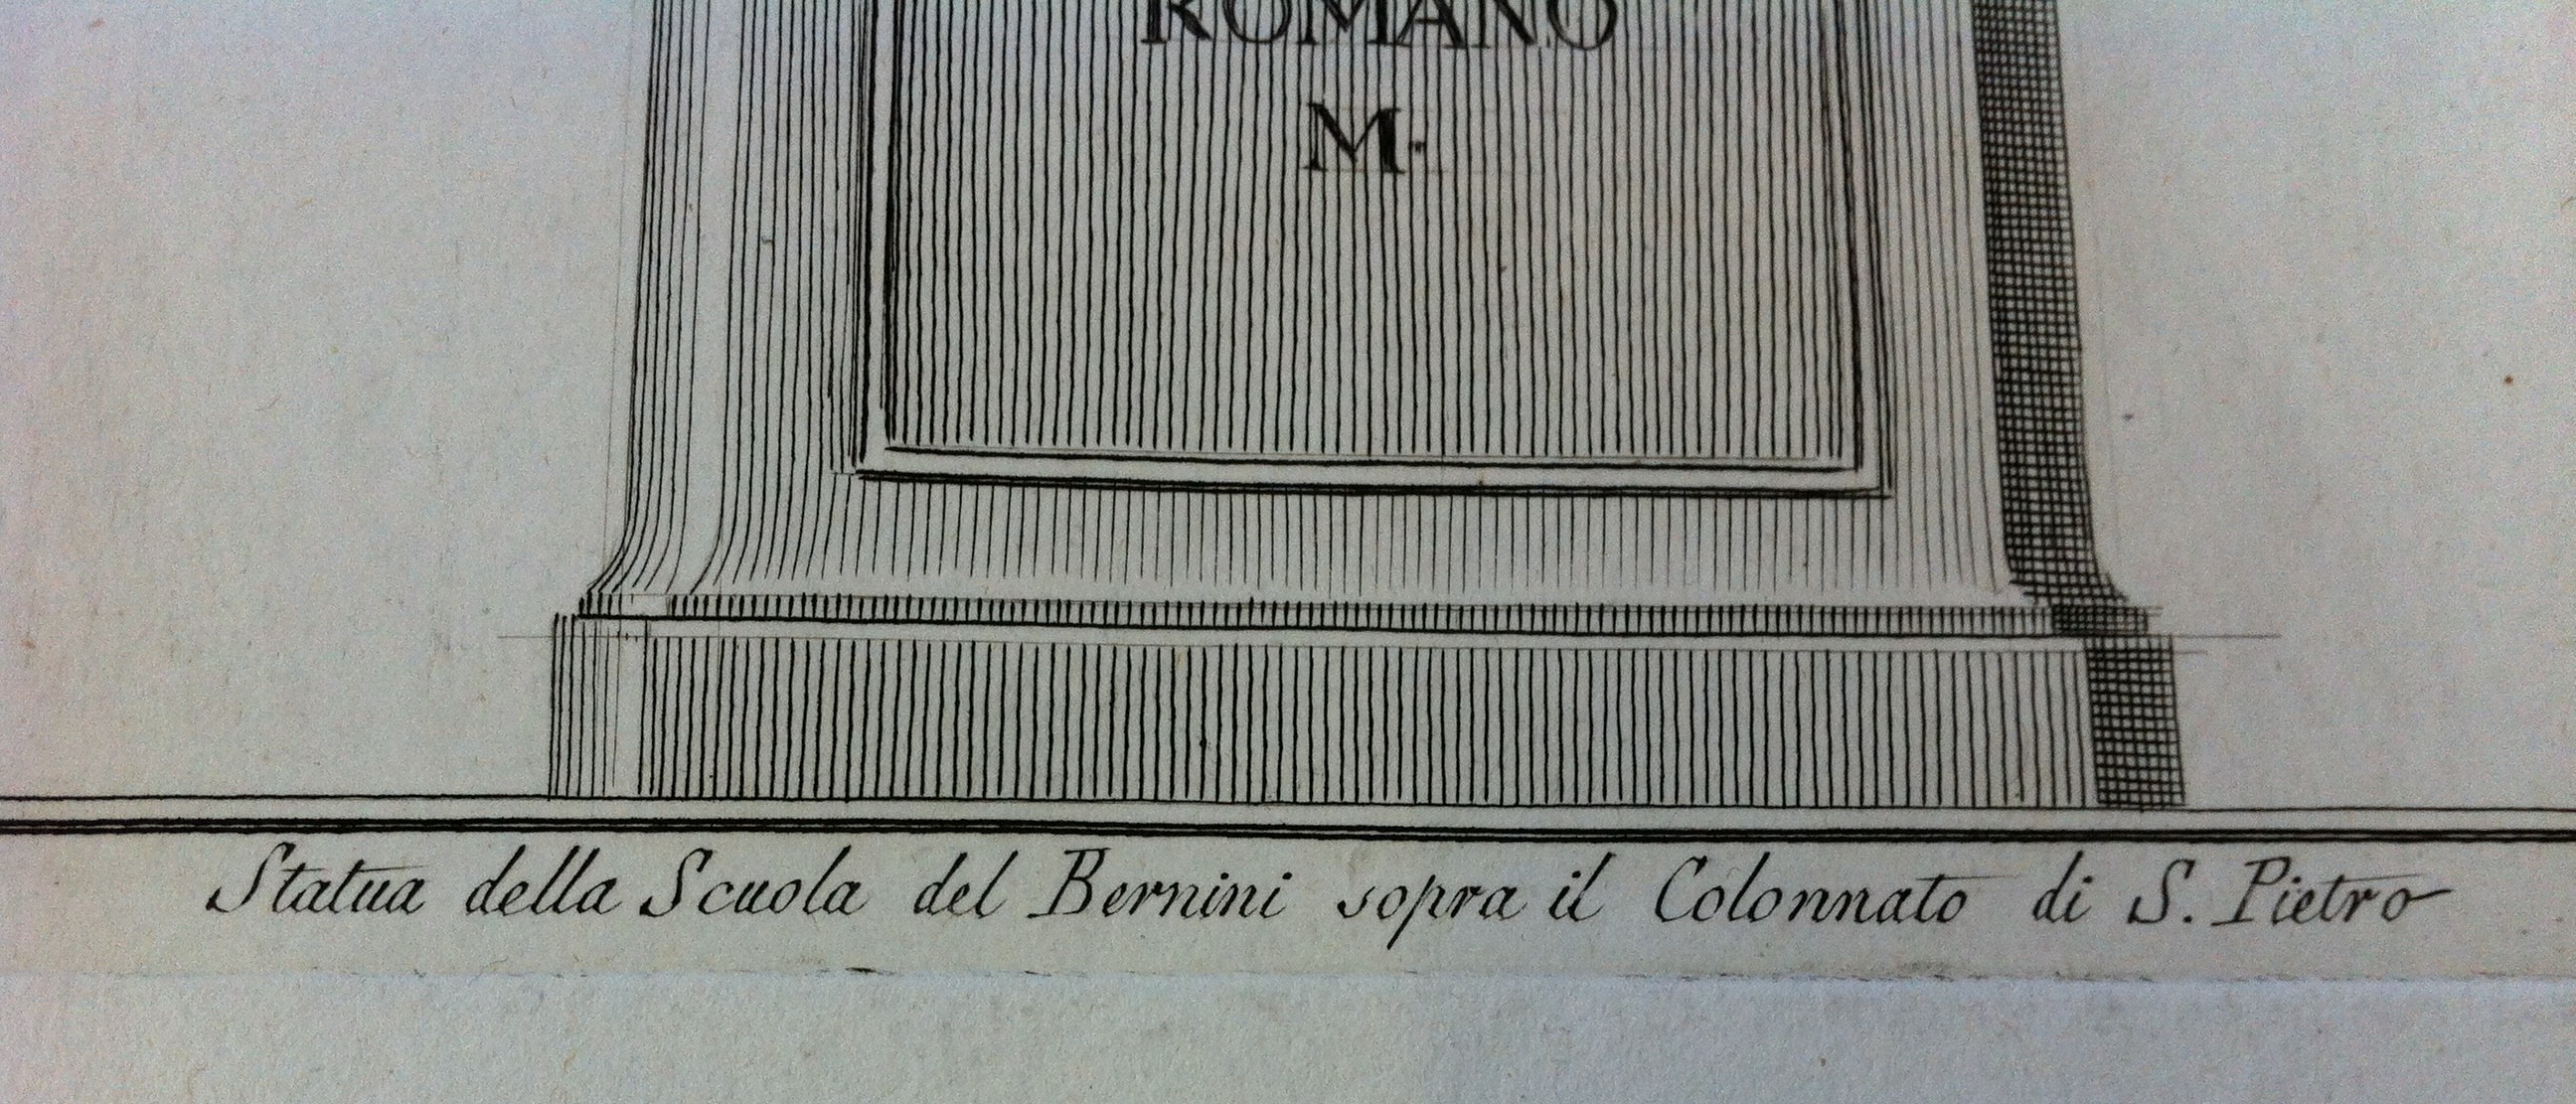 ROMANO
M.
Statua della Scuola del Bernini sopra il Colonnato di S. Pietro